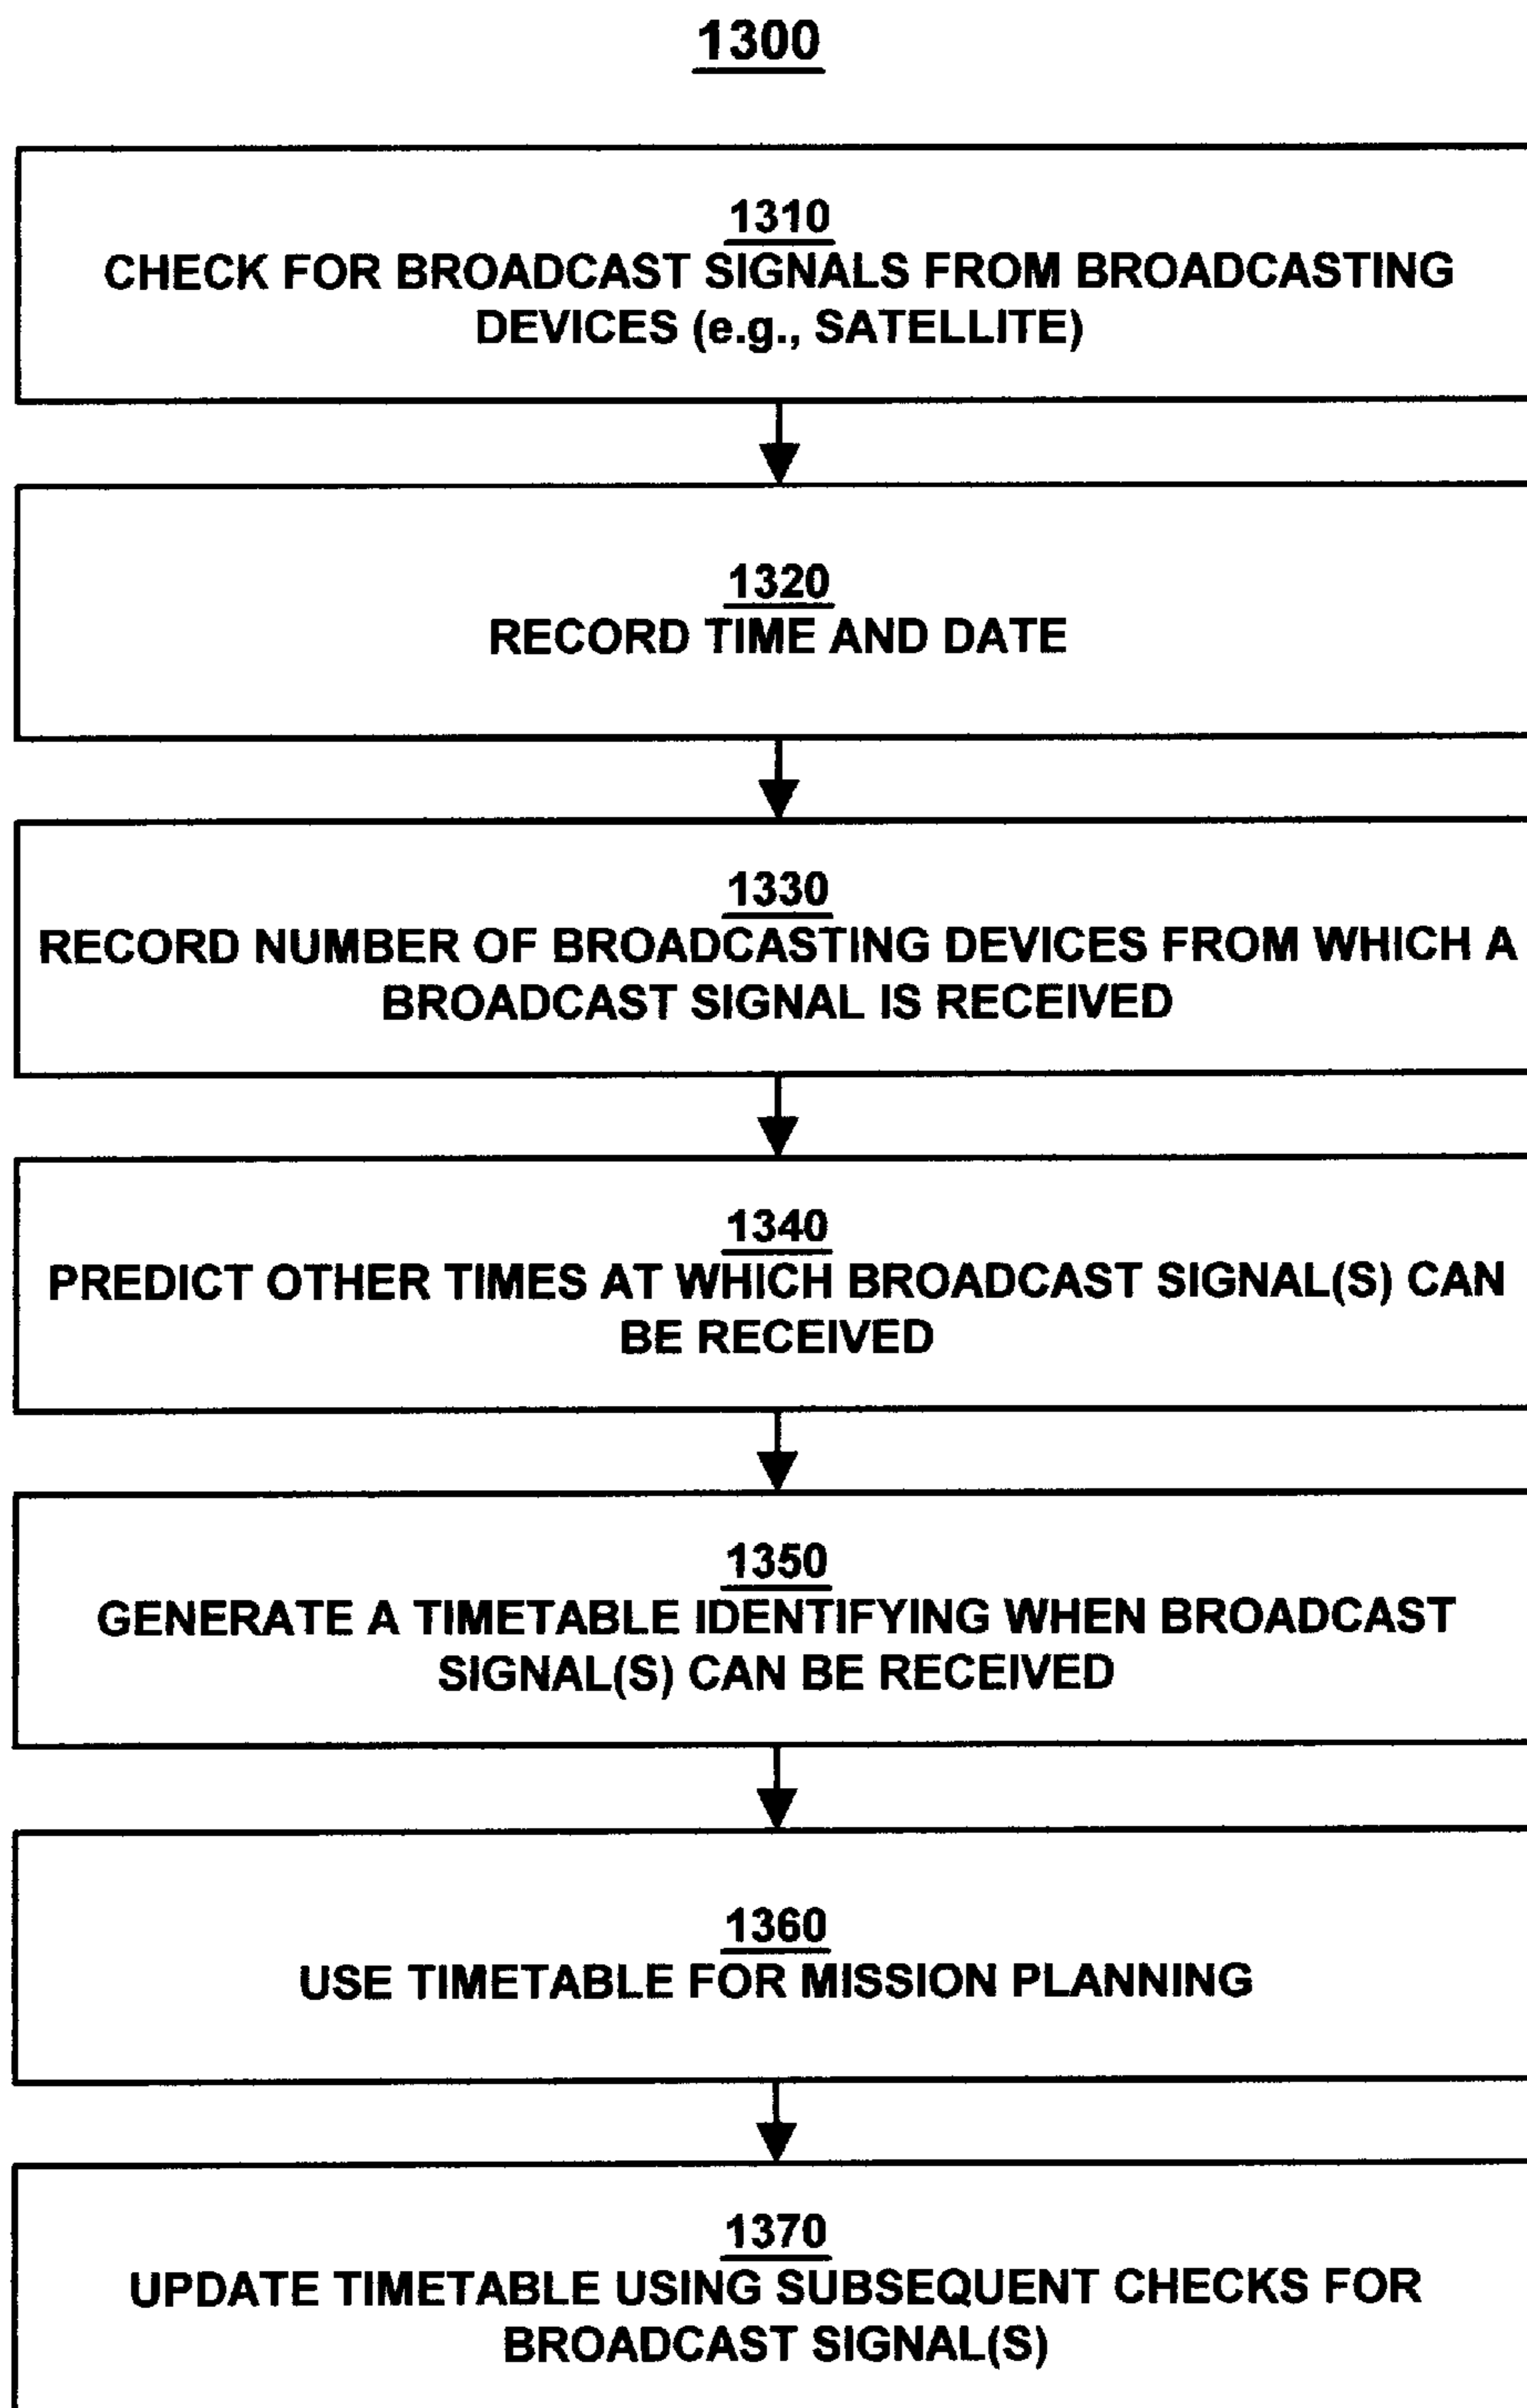 1300
1310
CHECK FOR BROADCAST SIGNALS FROM BROADCASTING
DEVICES (e.g., SATELLITE)
1320
RECORD TIME AND DATE
1330
RECORD NUMBER OF BROADCASTING DEVICES FROM WHICH A
BROADCAST SIGNAL IS RECEIVED
1340
PREDICT OTHER TIMES AT WHICH BROADCAST SIGNAL(S) CAN
BE RECEIVED
1350
GENERATE A TIMETABLE IDENTIFYING WHEN BROADCAST
SIGNAL(S) CAN BE RECEIVED
1360
USE TIMETABLE FOR MISSION PLANNING
1370
UPDATE TIMETABLE USING SUBSEQUENT CHECKS FOR
BROADCAST SIGNAL(S)